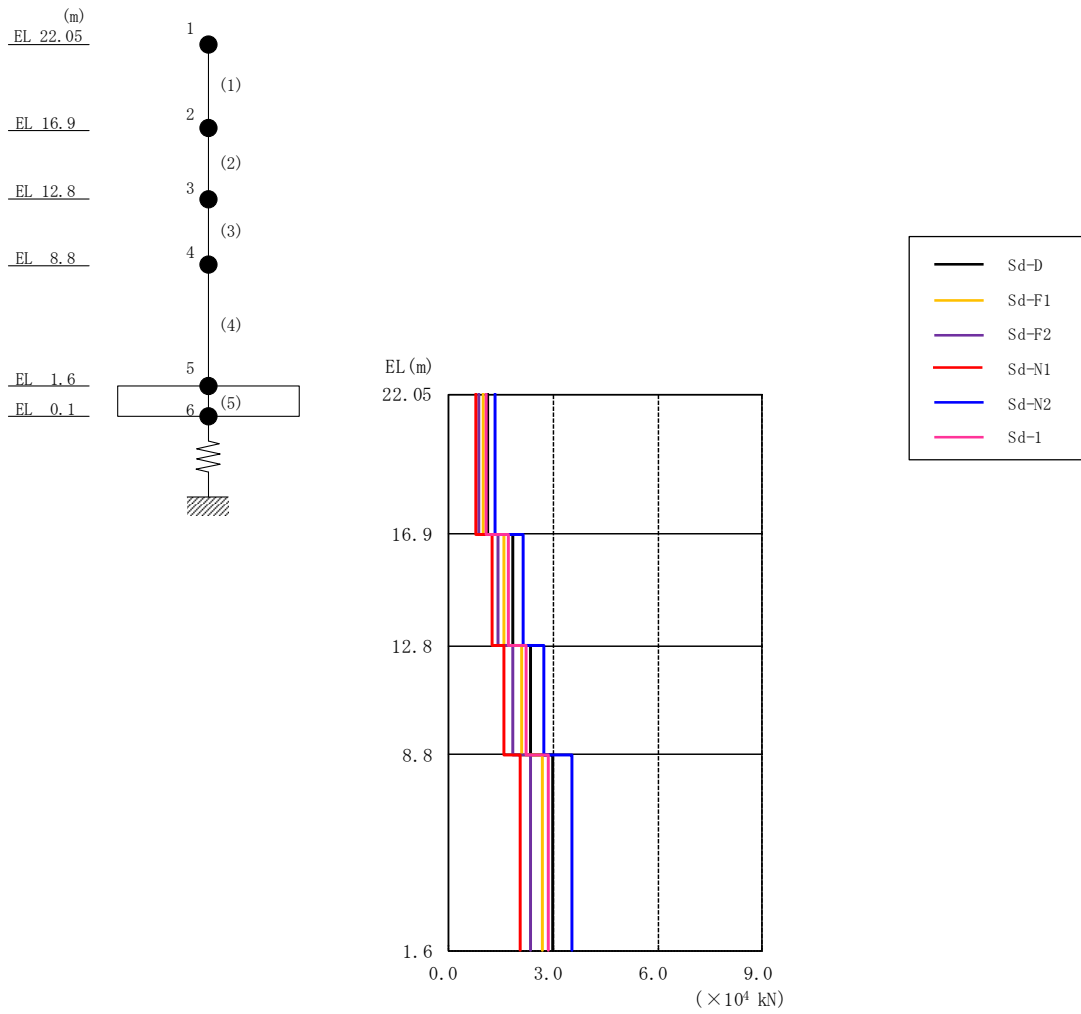 (m)
EL 22.05
EL 16.9
EL 12.8
EL 8.8
EL 1.6
EL 0.1
1
(1)
2
(2)
3
(3)
4
(4)
5
(5)
6
EL(m)
22.05
16.9
12.8
8.8
1.6
0.0 3.0 6.0 9.0
(×10⁴ kN)
Sd-D
Sd-F1
Sd-F2
Sd-N1
Sd-N2
Sd-1